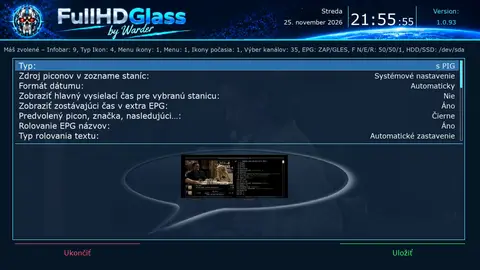 FullHDGlass
by Warder
Streda
25. november 2026
21:55:55
Version:
1.0.93
Máš zvolené – Infobar: 9, Typ Ikon: 4, Menu ikony: 1, Menu: 1, Ikony počasia: 1, Výber kanálov: 35, EPG: ZAP/GLES, F N/E/R: 50/50/1, HDD/SSD: /dev/sda
Typ: s PIG
Zdroj piconov v zozname staníc: Systémové nastavenie
Formát dátumu: Automaticky
Zobraziť hlavný vysielací čas pre vybranú stanicu: Nie
Zobraziť zostávajúci čas v extra EPG: Áno
Predvolený picon, značka, nasledujúci...: Čierne
Rolovanie EPG názvov: Áno
Typ rolovania textu: Automatické zastavenie
Ukončiť
Uložiť